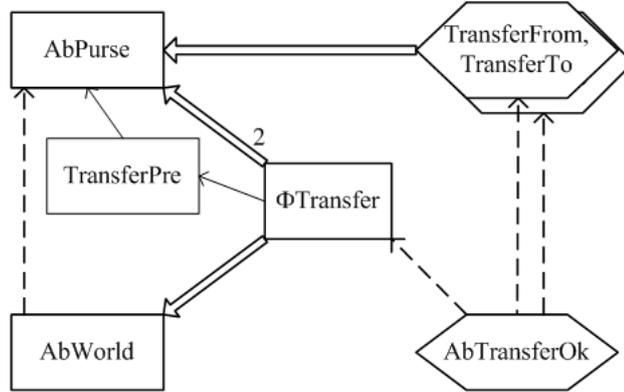 AbPurse
TransferFrom,
TransferTo
2
TransferPre
ΦTransfer
AbWorld
AbTransferOk